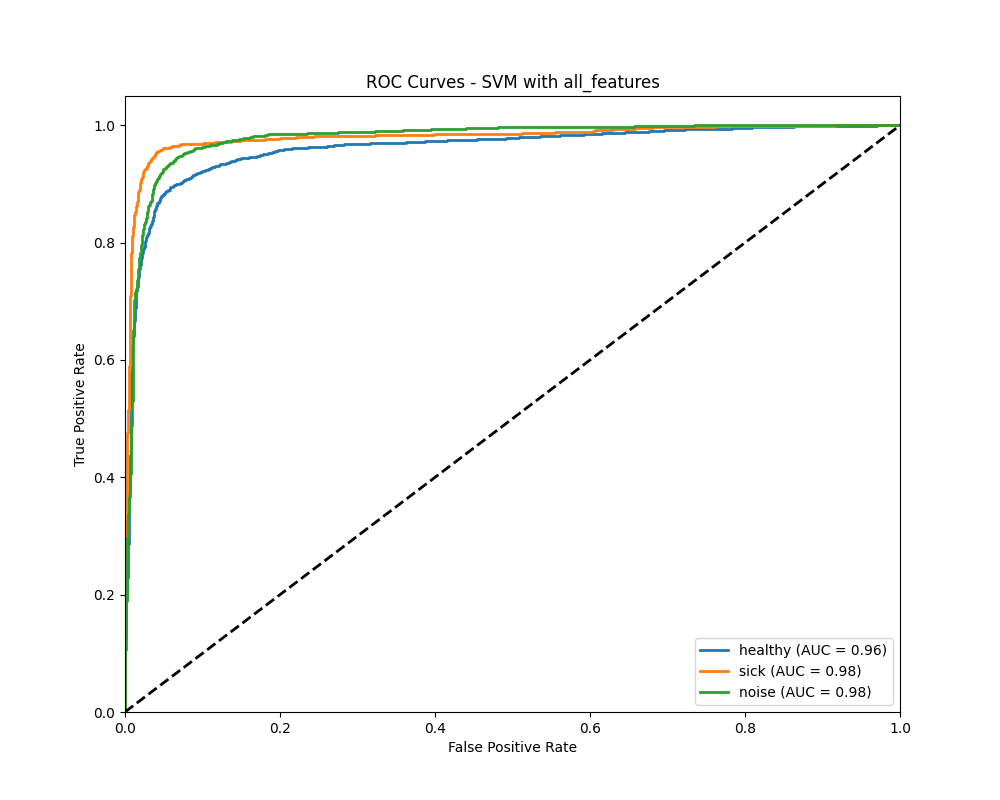 ROC Curves - SVM with all_features
True Positive Rate
1.0
0.8
0.6
0.4
0.2
0.0
0.0 0.2 0.4 0.6 0.8 1.0
False Positive Rate
healthy (AUC = 0.96)
sick (AUC = 0.98)
noise (AUC = 0.98)